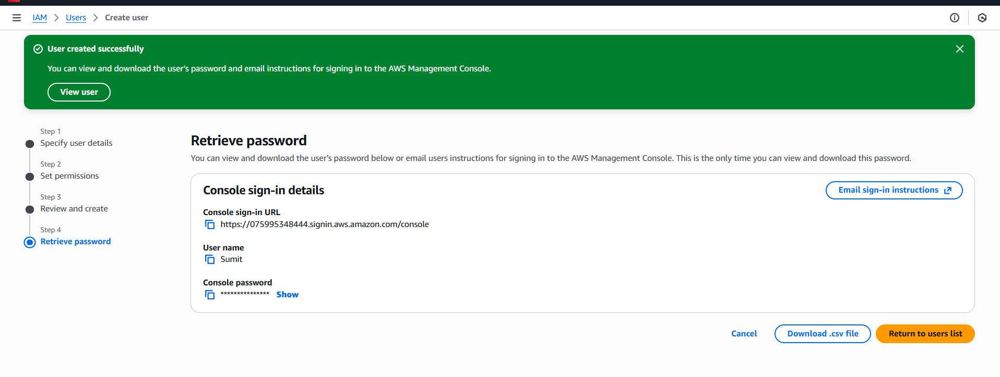 IAM > Users > Create user
User created successfully
You can view and download the user's password and email instructions for signing in to the AWS Management Console.
View user
Step 1
Specify user details
Step 2
Set permissions
Step 3
Review and create
Step 4
Retrieve password
Retrieve password
You can view and download the user's password below or email users instructions for signing in to the AWS Management Console. This is the only time you can view and download this password.
Console sign-in details
Email sign-in instructions
Console sign-in URL
https://075995348444.signin.aws.amazon.com/console
User name
Sumit
Console password
*************** Show
Cancel
Download .csv file
Return to users list